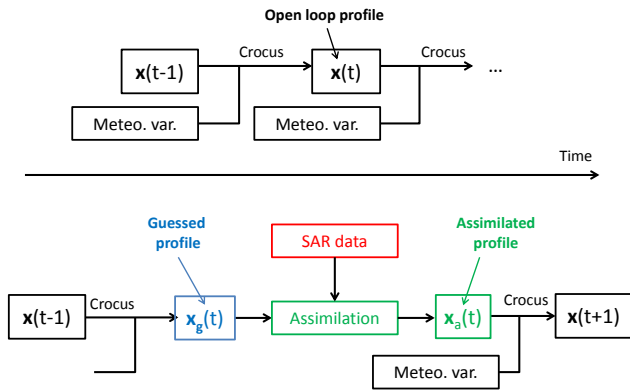 Open loop profile
Crocus
Crocus
x(t-1)
x(t)
...
Meteo. var.
Meteo. var.
Time
Guessed
profile
SAR data
Assimilated
profile
Crocus
Crocus
x(t-1)
xg(t)
Assimilation
xa(t)
x(t+1)
Meteo. var.